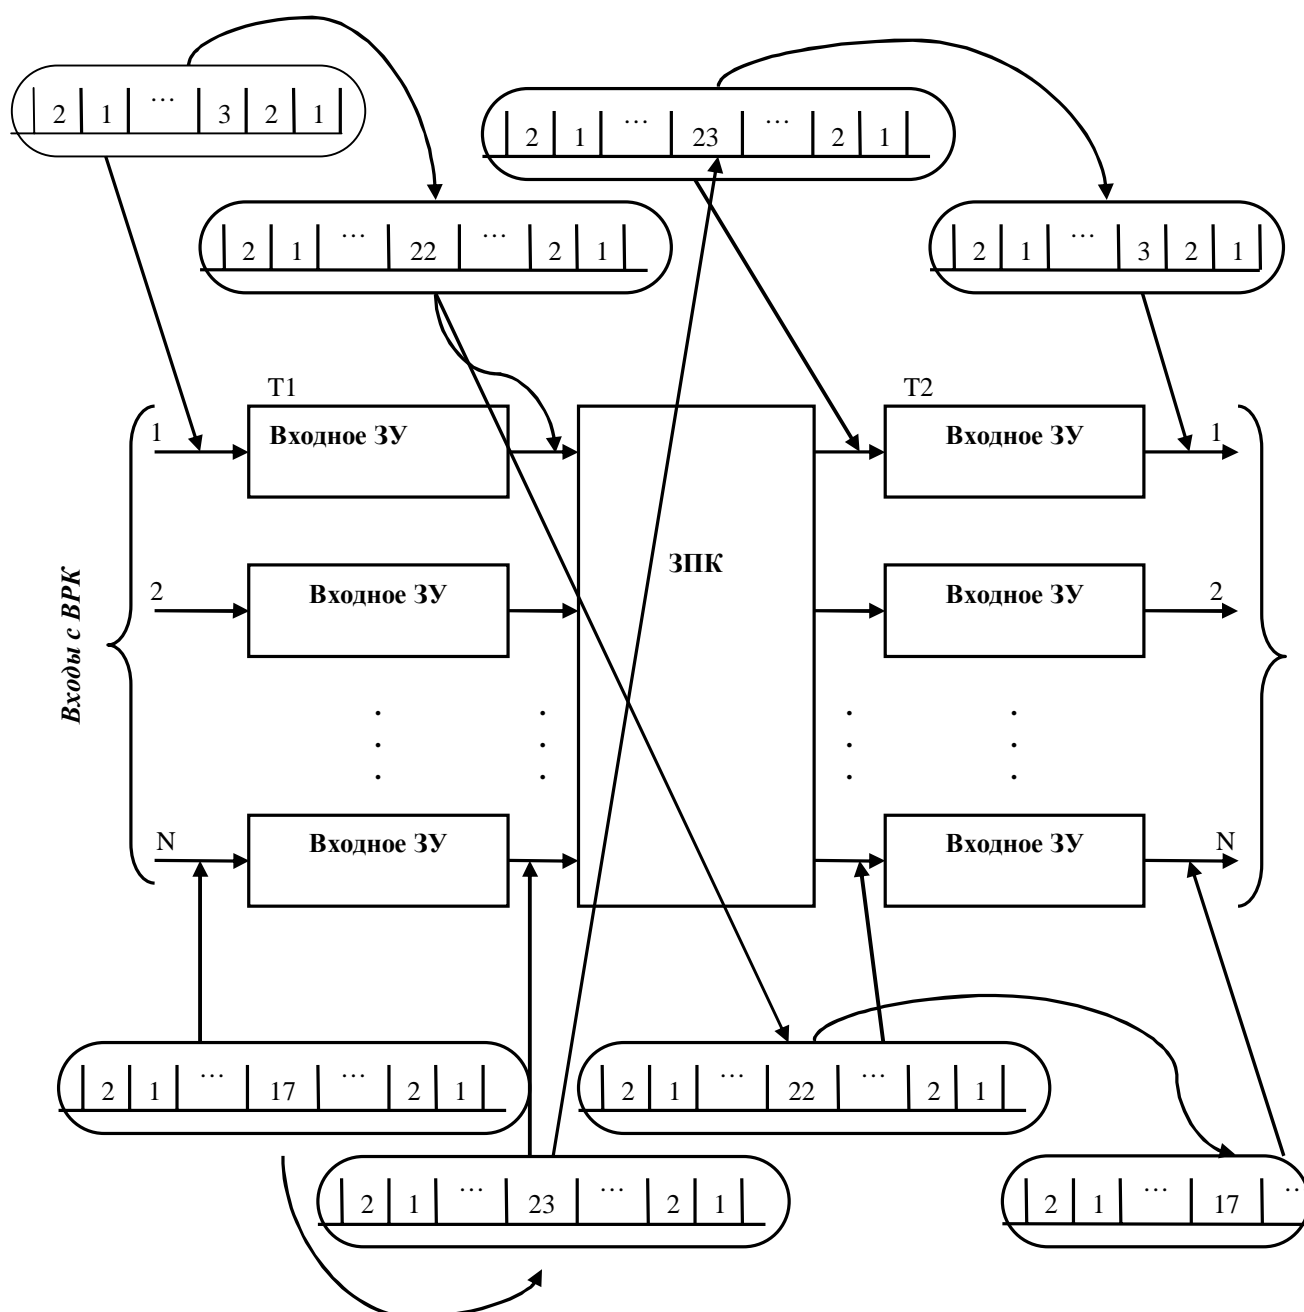 2 1 … 3 2 1
2 1 … 23 … 2 1
2 1 … 22 … 2 1
2 1 … 3 2 1
T1
T2
1 Входное ЗУ
Входное ЗУ 1
ЗПК
2 Входное ЗУ
Входное ЗУ 2
Входы с ВРК
. . . .
. . . .
. . . .
N Входное ЗУ
Входное ЗУ N
2 1 … 17 … 2 1
2 1 … 22 … 2 1
2 1 … 23 … 2 1
2 1 … 17 …